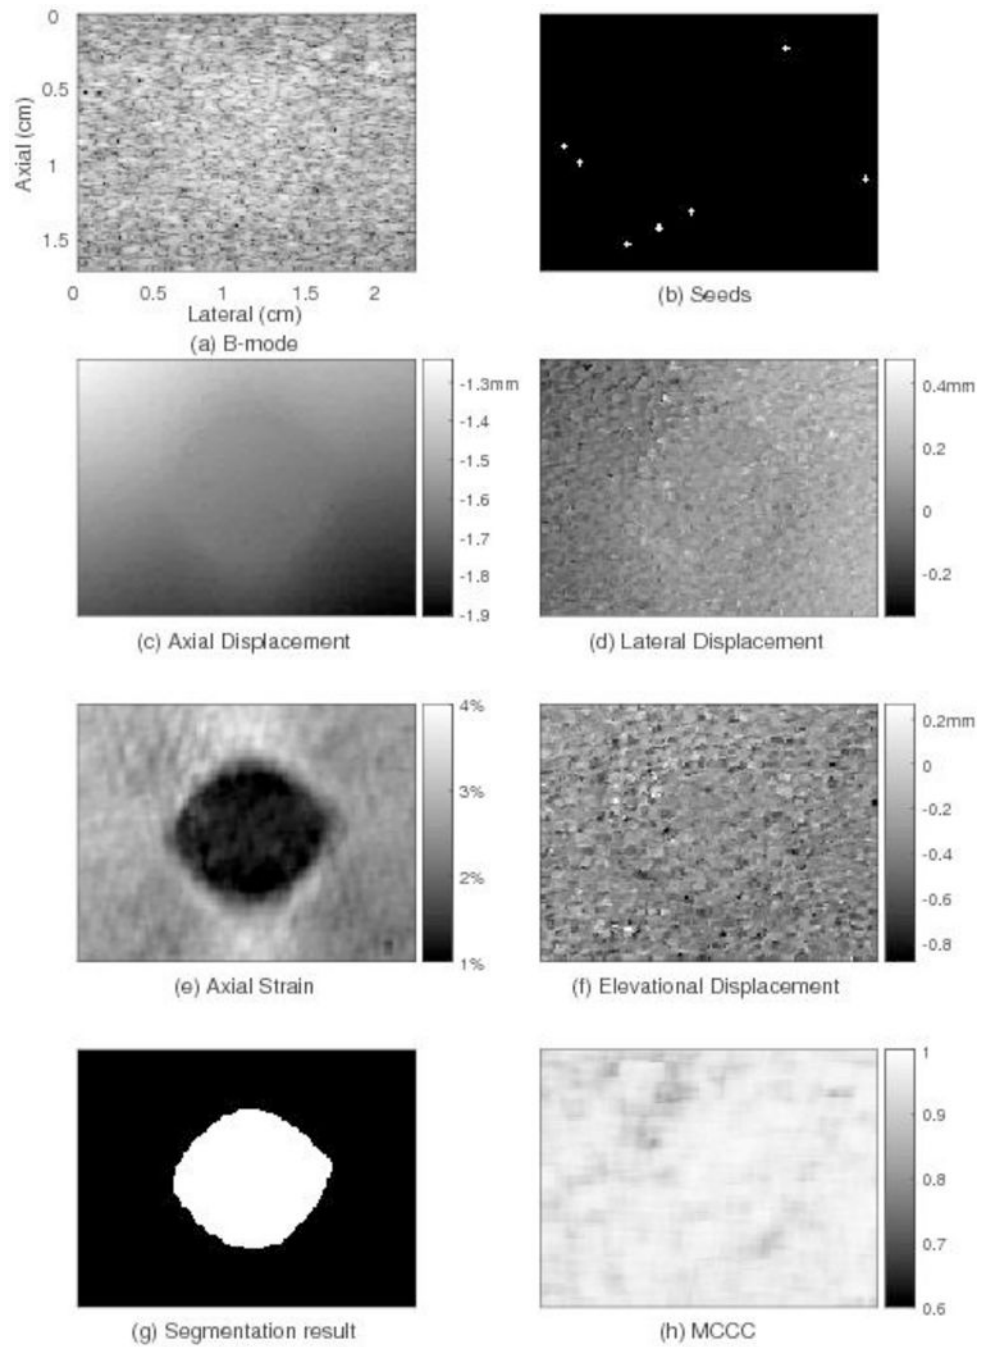 0
0.5
1
1.5
Axial (cm)
0 0.5 1 1.5 2
Lateral (cm)
(a) B-mode
(b) Seeds
-1.3mm
-1.4
-1.5
-1.6
-1.7
-1.8
-1.9
(c) Axial Displacement
0.4mm
0.2
0
-0.2
(d) Lateral Displacement
4%
3%
2%
1%
(e) Axial Strain
0.2mm
0
-0.2
-0.4
-0.6
-0.8
(f) Elevational Displacement
(g) Segmentation result
1
0.9
0.8
0.7
0.6
(h) MCCC